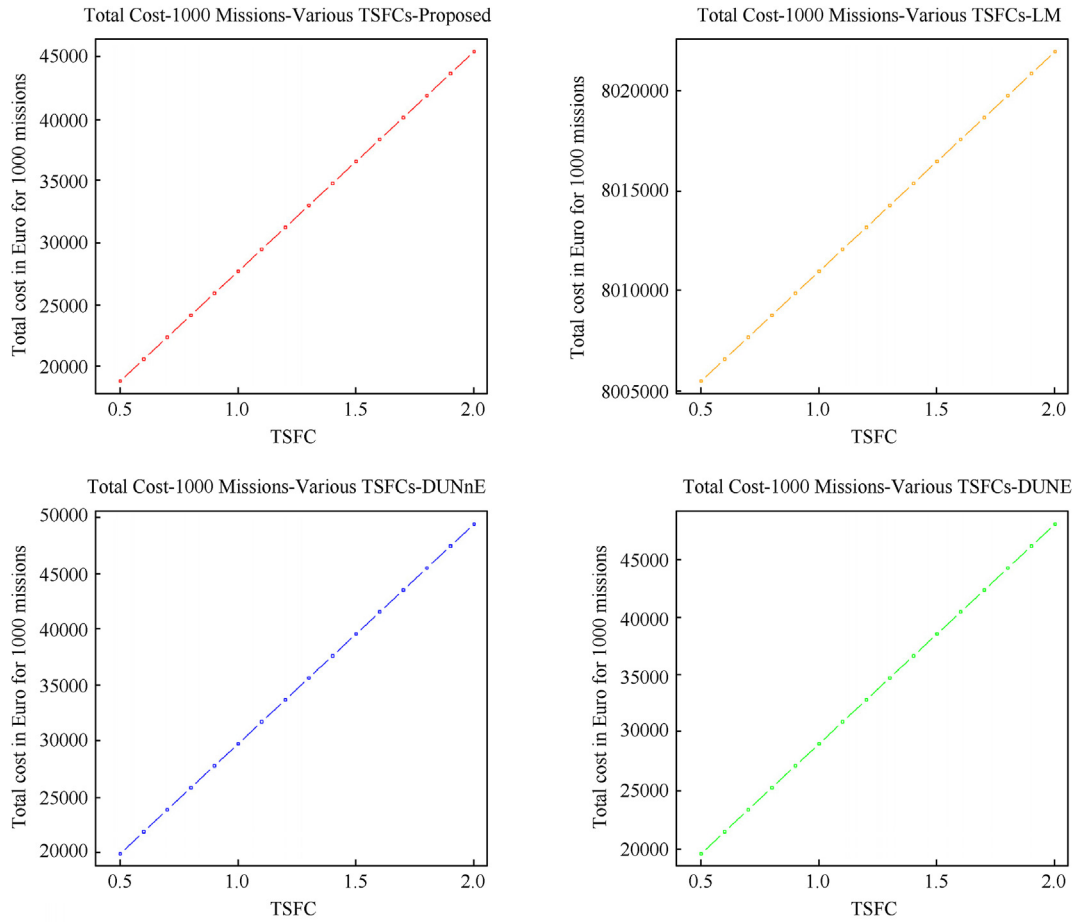 Total Cost-1000 Missions-Various TSFCs-Proposed
Total cost in Euro for 1000 missions
45000
40000
35000
30000
25000
20000
0.5 1.0 1.5 2.0
TSFC
Total Cost-1000 Missions-Various TSFCs-LM
Total cost in Euro for 1000 missions
8020000
8015000
8010000
8005000
0.5 1.0 1.5 2.0
TSFC
Total Cost-1000 Missions-Various TSFCs-DUNnE
Total cost in Euro for 1000 missions
50000
45000
40000
35000
30000
25000
20000
0.5 1.0 1.5 2.0
TSFC
Total Cost-1000 Missions-Various TSFCs-DUNE
Total cost in Euro for 1000 missions
45000
40000
35000
30000
25000
20000
0.5 1.0 1.5 2.0
TSFC